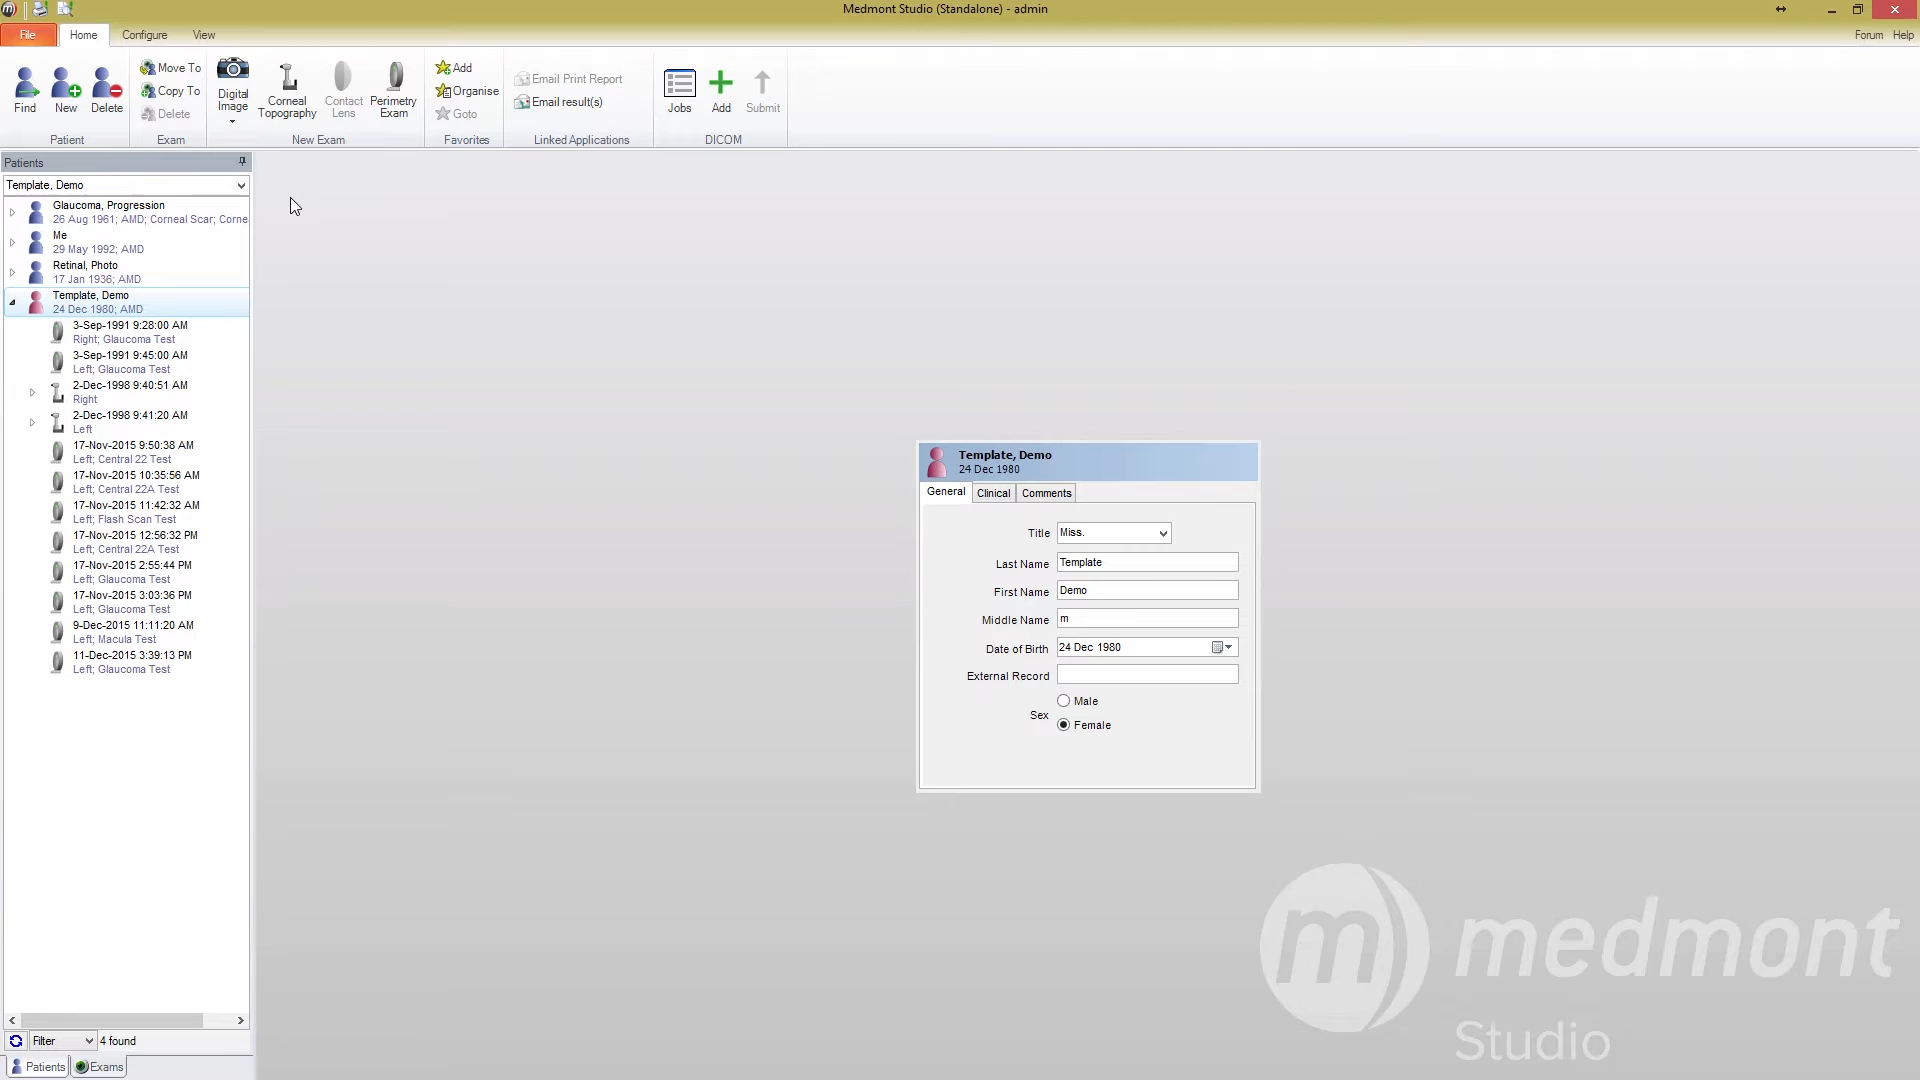 Medmont Studio (Standalone) - admin
File Home Configure View Forum Help
Find New Delete
Patient
Move To
Copy To
Delete
Exam
Digital Image
Corneal Topography
Contact Lens
Perimetry Exam
New Exam
Add
Organise
Goto
Favorites
Email Print Report
Email result(s)
Linked Applications
Jobs Add Submit
DICOM
Patients
Template, Demo
Glaucoma, Progression
26 Aug 1961; AMD; Corneal Scar; Corne
Me
29 May 1992; AMD
Retinal, Photo
17 Jan 1936; AMD
Template, Demo
24 Dec 1980; AMD
3-Sep-1991 9:28:00 AM
Right; Glaucoma Test
3-Sep-1991 9:45:00 AM
Left; Glaucoma Test
2-Dec-1998 9:40:51 AM
Right
2-Dec-1998 9:41:20 AM
Left
17-Nov-2015 9:50:38 AM
Left; Central 22 Test
17-Nov-2015 10:35:56 AM
Left; Central 22A Test
17-Nov-2015 11:42:32 AM
Left; Flash Scan Test
17-Nov-2015 12:56:32 PM
Left; Central 22A Test
17-Nov-2015 2:55:44 PM
Left; Glaucoma Test
17-Nov-2015 3:03:36 PM
Left; Glaucoma Test
9-Dec-2015 11:11:20 AM
Left; Macula Test
11-Dec-2015 3:39:13 PM
Left; Glaucoma Test
Filter 4 found
Patients Exams
Template, Demo
24 Dec 1980
General Clinical Comments
Title Miss.
Last Name Template
First Name Demo
Middle Name m
Date of Birth 24 Dec 1980
External Record
Sex
Male
Female
m medmont
Studio